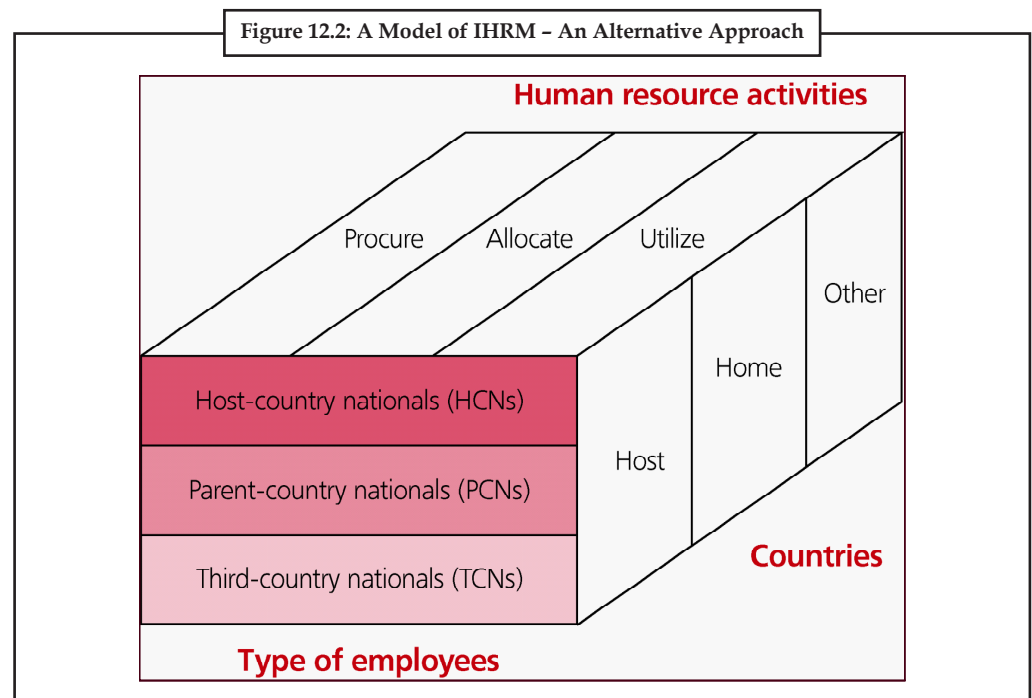 Figure 12.2: A Model of IHRM – An Alternative Approach
Human resource activities
Procure
Allocate
Utilize
Other
Home
Host
Host-country nationals (HCNs)
Parent-country nationals (PCNs)
Third-country nationals (TCNs)
Countries
Type of employees